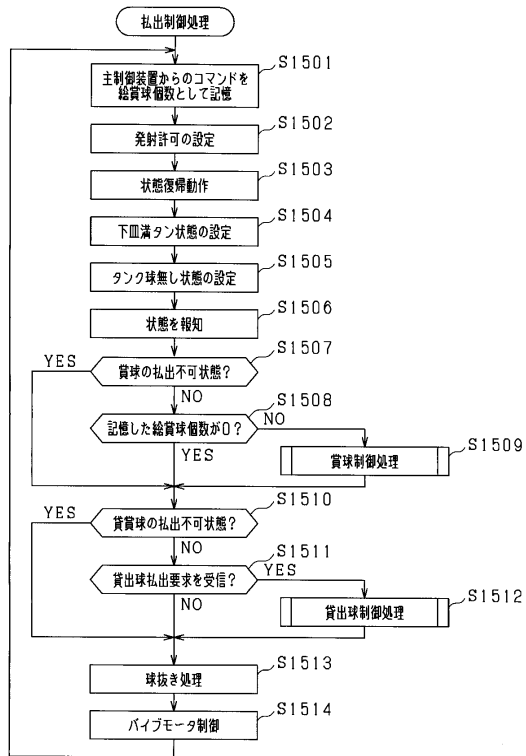 払出制御処理
S1501
主制御装置からのコマンドを
絵賞球個数として記憶
S1502
発射許可の設定
S1503
状態復帰動作
S1504
下皿満タン状態の設定
S1505
タンク球無し状態の設定
S1506
状態を報知
S1507
YES
賞球の払出不可状態?
NO
S1508
記憶した絵賞球個数が0?
NO
YES
賞球制御処理
S1509
S1510
YES
貸賞球の払出不可状態?
NO
S1511
貸出球払出要求を受信?
YES
NO
貸出球制御処理
S1512
S1513
球抜き処理
S1514
バイブモータ制御